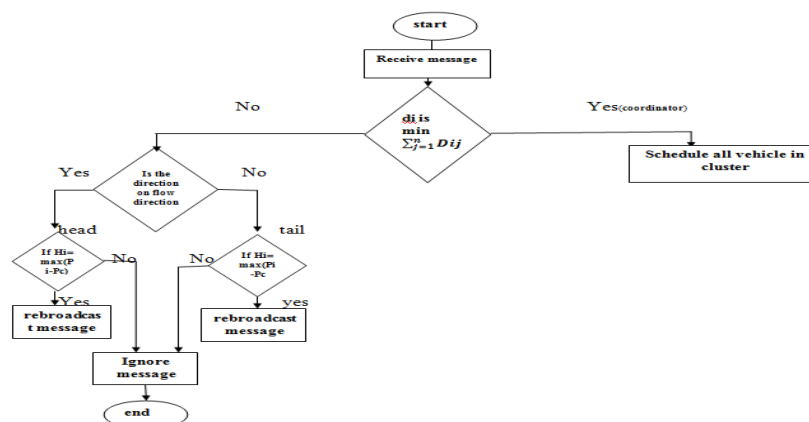 start
Receive message
No
Yes(coordinator)
di is
min
∑ⁿⱼ₌₁ Dij
Schedule all vehicle in
cluster
Yes
Is the
direction
on flow
direction
No
head
tail
If Hi=
max(P
i-Pc)
No
No
If Hi=
max(Pi
-Pc
Yes
yes
rebroadcas
t message
rebroadcast
message
Ignore
message
end